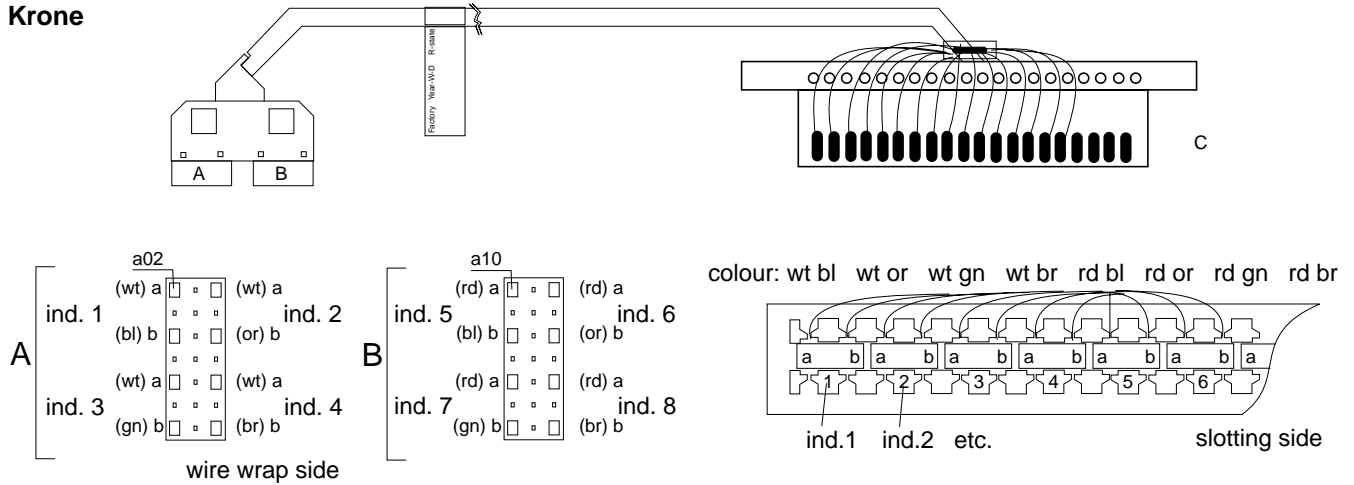 Krone
Factory Year-W-D R-state
A B
C
a02
(wt) a (wt) a
ind. 1 ind. 2
(bl) b (or) b
A
(wt) a (wt) a
ind. 3 ind. 4
(gn) b (br) b
wire wrap side
a10
(rd) a (rd) a
ind. 5 ind. 6
(bl) b (or) b
B
(rd) a (rd) a
ind. 7 ind. 8
(gn) b (br) b
colour: wt bl wt or wt gn wt br rd bl rd or rd gn rd br
a b a b a b a b a b a b a
1 2 3 4 5 6
ind.1 ind.2 etc.
slotting side